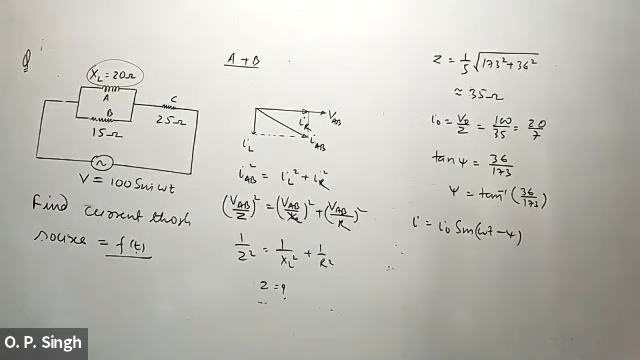 Q
X_L = 20Ω
A
B
15Ω
C
25Ω
V = 100 Sin ωt
Find current throh
sourxe = f(t)
A + B
V_AB
i_R
i_L
i_AB
i_AB² = i_L² + i_R²
(V_AB/Z)² = (V_AB/X_L)² + (V_AB/R)²
1/Z² = 1/X_L² + 1/R²
Z = ?
Z = 1/5 √(173² + 36²)
≈ 35Ω
i₀ = V₀/Z = 100/35 = 20/7
tan ψ = 36/173
ψ = tan⁻¹(36/173)
i = i₀ Sin(ωt - ψ)
O. P. Singh